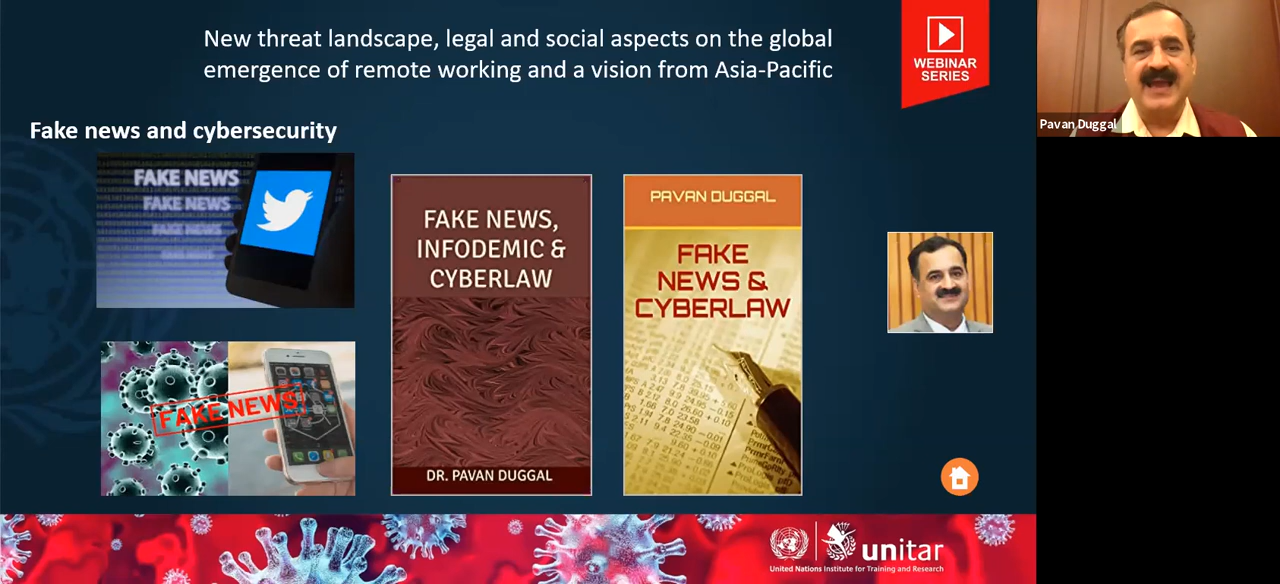 New threat landscape, legal and social aspects on the global
emergence of remote working and a vision from Asia-Pacific
WEBINAR
SERIES
Pavan Duggal
Fake news and cybersecurity
FAKE NEWS
FAKE NEWS
FAKE NEWS
FAKE NEWS,
INFODEMIC &
CYBERLAW
DR. PAVAN DUGGAL
PAVAN DUGGAL
FAKE
NEWS &
CYBERLAW
FAKE NEWS
unitar
United Nations Institute for Training and Research